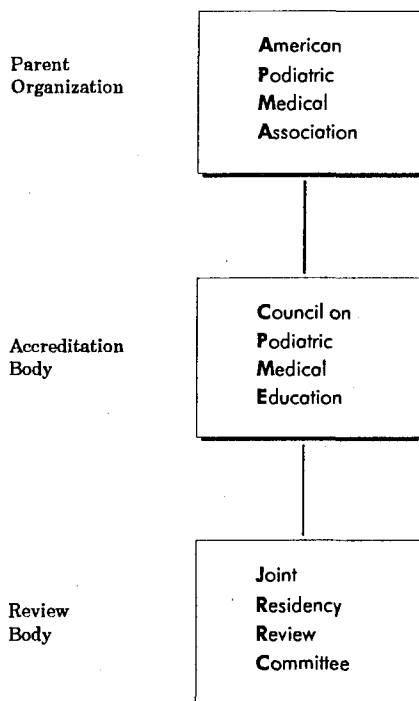 Parent
Organization
American
Podiatric
Medical
Association
Accreditation
Body
Council on
Podiatric
Medical
Education
Review
Body
Joint
Residency
Review
Committee